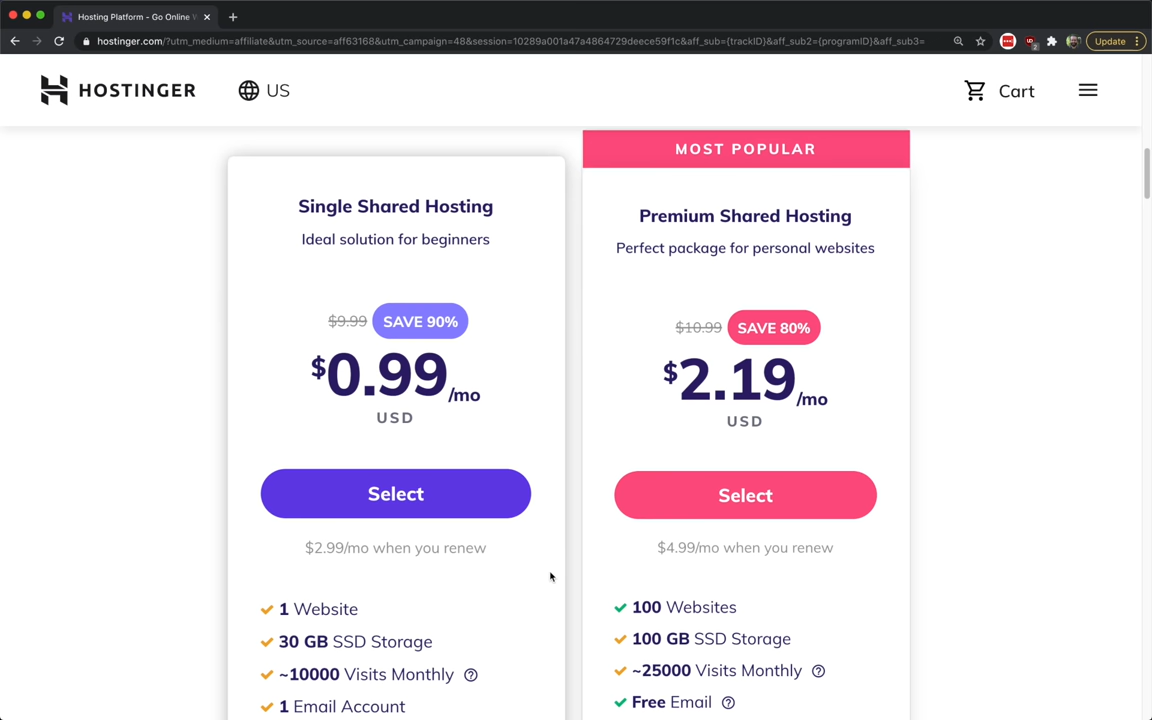 Hosting Platform - Go Online W
hostinger.com/?utm_medium=affiliate&utm_source=aff63168&utm_campaign=48&session=10289a001a47a4864729deece59f1c&aff_sub={trackID}&aff_sub2={programID}&aff_sub3=
Update
HOSTINGER
US
Cart
MOST POPULAR
Single Shared Hosting
Ideal solution for beginners
$9.99 SAVE 90%
$0.99/mo
USD
Select
$2.99/mo when you renew
1 Website
30 GB SSD Storage
~10000 Visits Monthly
1 Email Account
Premium Shared Hosting
Perfect package for personal websites
$10.99 SAVE 80%
$2.19/mo
USD
Select
$4.99/mo when you renew
100 Websites
100 GB SSD Storage
~25000 Visits Monthly
Free Email